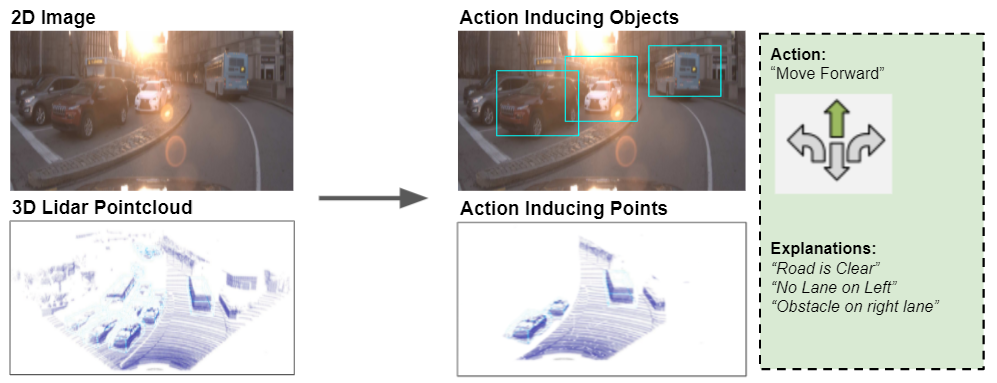 2D Image
Action Inducing Objects
3D Lidar Pointcloud
Action Inducing Points
Action:
“Move Forward”
Explanations:
“Road is Clear”
“No Lane on Left”
“Obstacle on right lane”